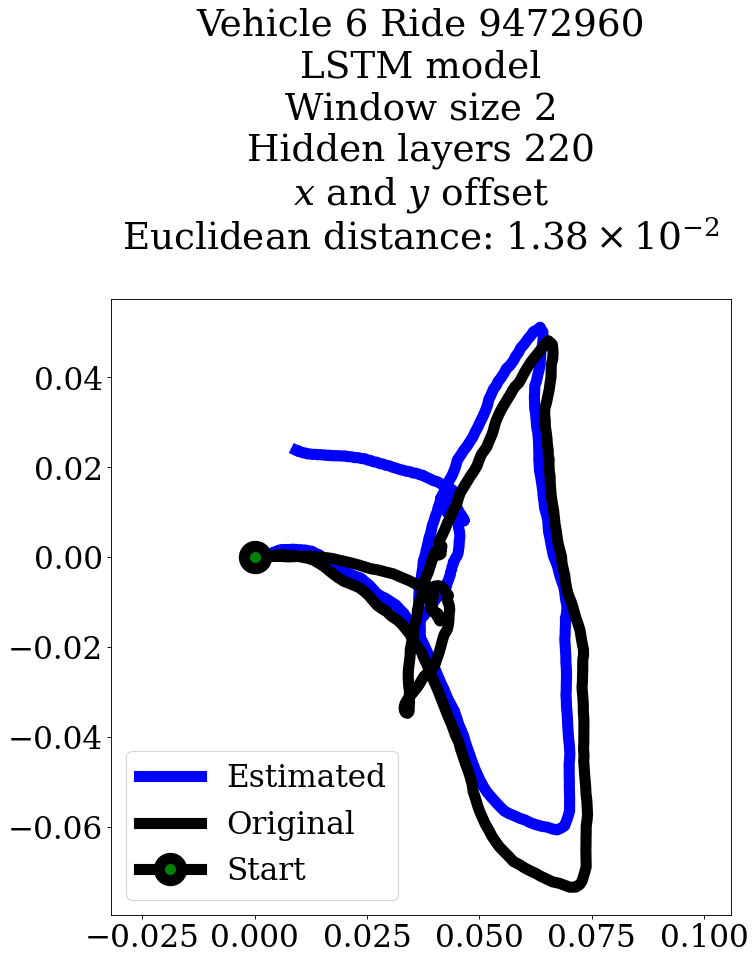 Vehicle 6 Ride 9472960
LSTM model
Window size 2
Hidden layers 220
x and y offset
Euclidean distance: 1.38 × 10⁻²
0.04
0.02
0.00
−0.02
−0.04
−0.06
Estimated
Original
Start
−0.025 0.000 0.025 0.050 0.075 0.100